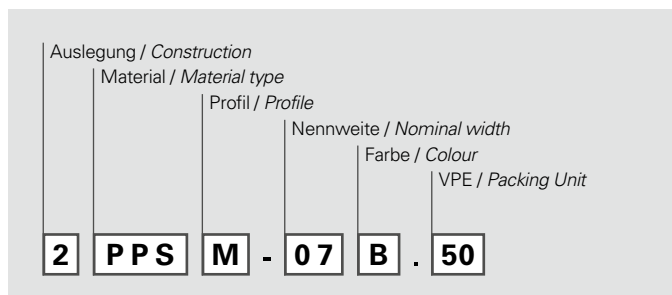 Auslegung / Construction
Material / Material type
Profil / Profile
Nennweite / Nominal width
Farbe / Colour
VPE / Packing Unit
2 PPS M - 07 B . 50